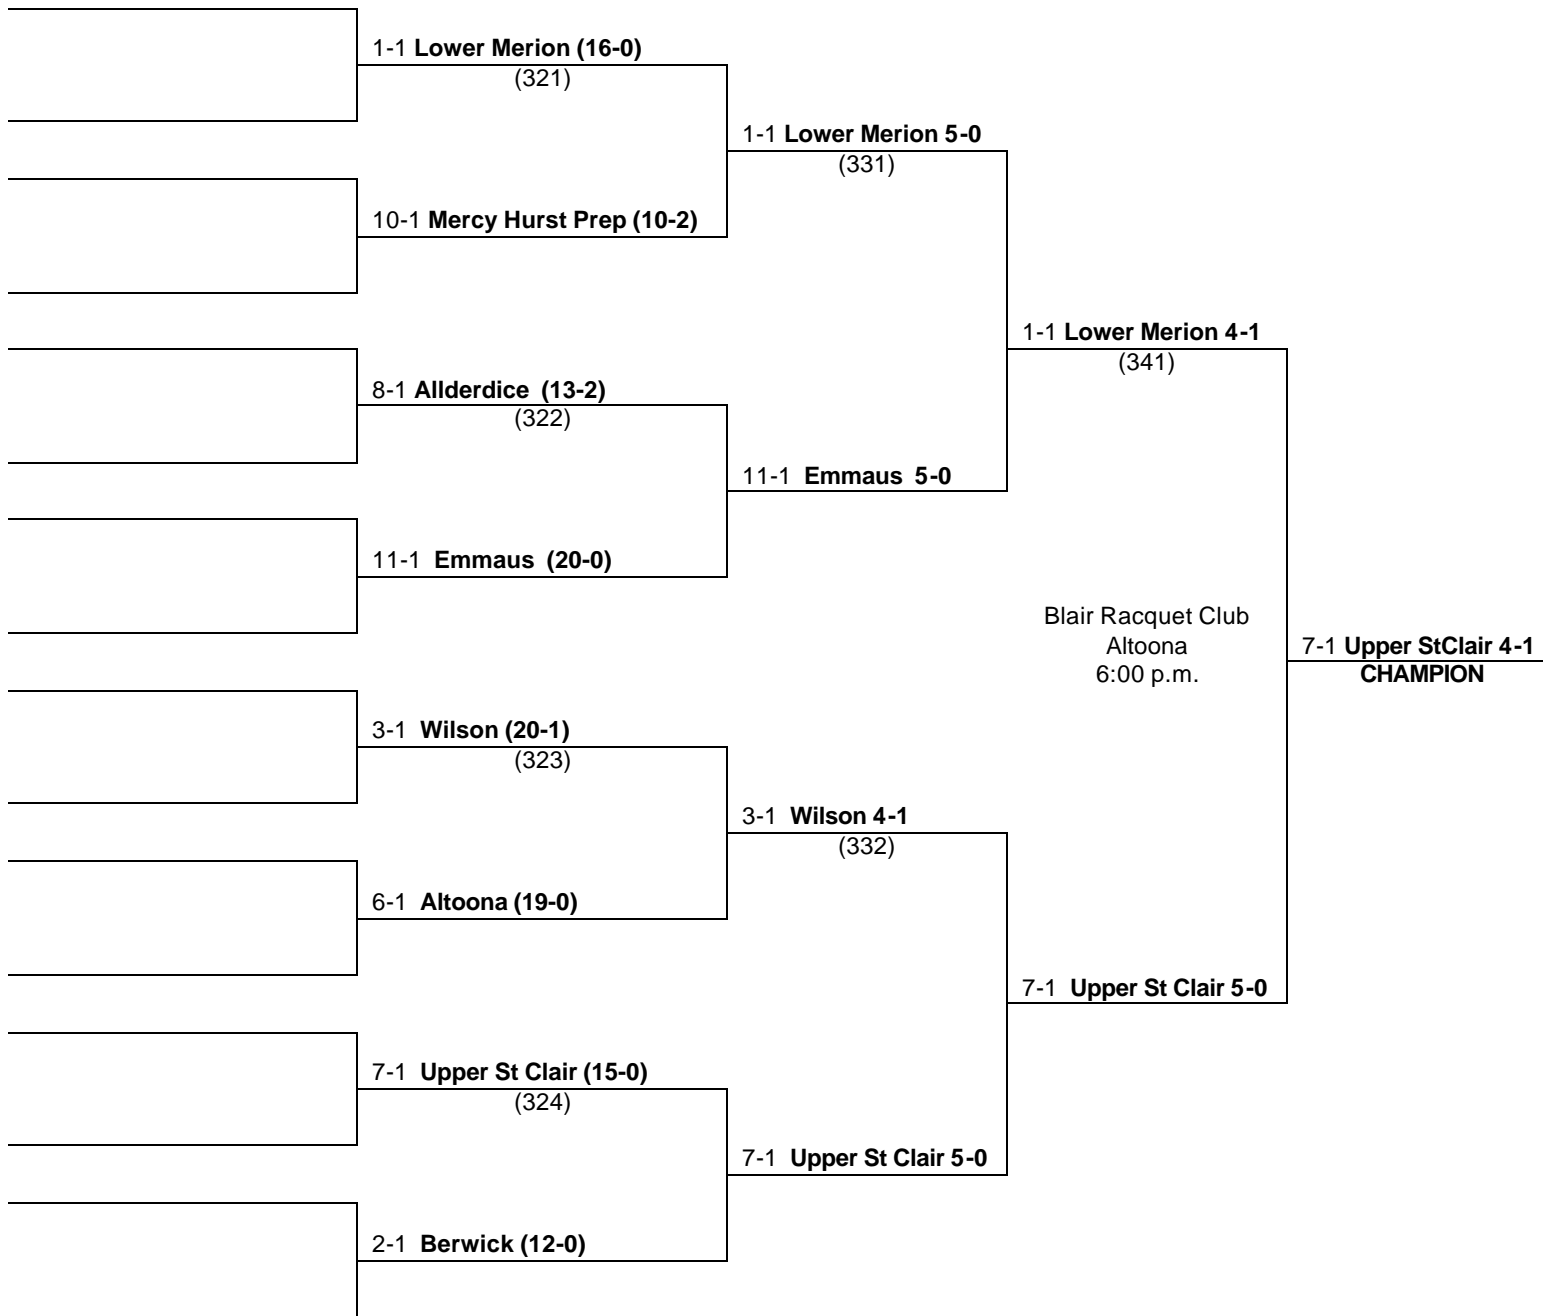 1-1 Lower Merion (16-0)
(321)
1-1 Lower Merion 5-0
(331)
10-1 Mercy Hurst Prep (10-2)
1-1 Lower Merion 4-1
(341)
8-1 Allderdice (13-2)
(322)
11-1 Emmaus 5-0
11-1 Emmaus (20-0)
Blair Racquet Club
Altoona
6:00 p.m.
7-1 Upper StClair 4-1
CHAMPION
3-1 Wilson (20-1)
(323)
3-1 Wilson 4-1
(332)
6-1 Altoona (19-0)
7-1 Upper St Clair 5-0
7-1 Upper St Clair (15-0)
(324)
7-1 Upper St Clair 5-0
2-1 Berwick (12-0)